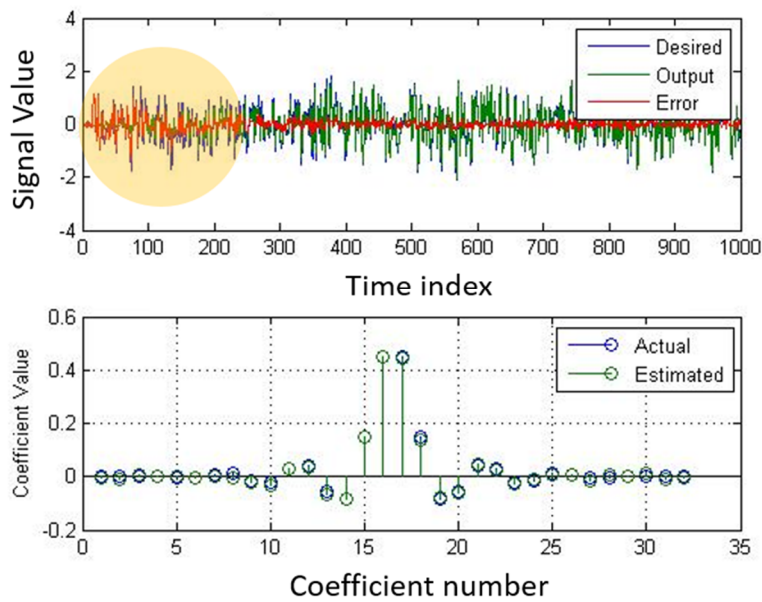 4
2
0
-2
-4
Signal Value
Desired
Output
Error
0 100 200 300 400 500 600 700 800 900 1000
Time index
0.6
0.4
0.2
0
-0.2
Coefficient Value
Actual
Estimated
0 5 10 15 20 25 30 35
Coefficient number